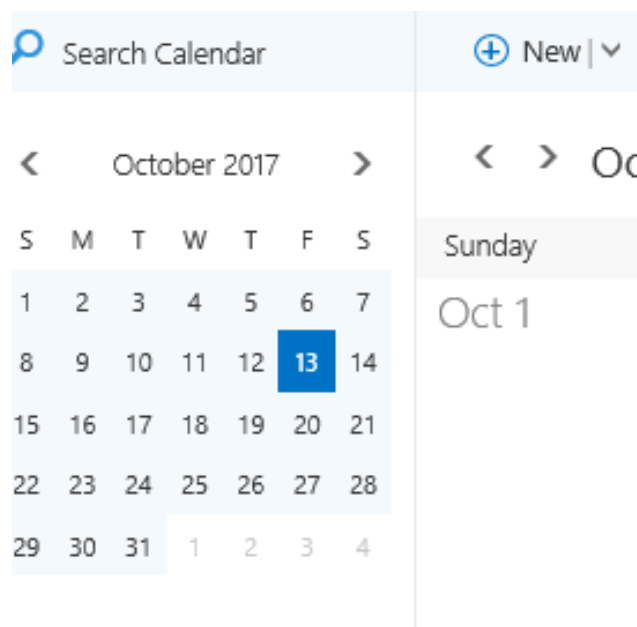 Search Calendar
New
October 2017
S M T W T F S
1 2 3 4 5 6 7
8 9 10 11 12 13 14
15 16 17 18 19 20 21
22 23 24 25 26 27 28
29 30 31 1 2 3 4
Sunday
Oct 1